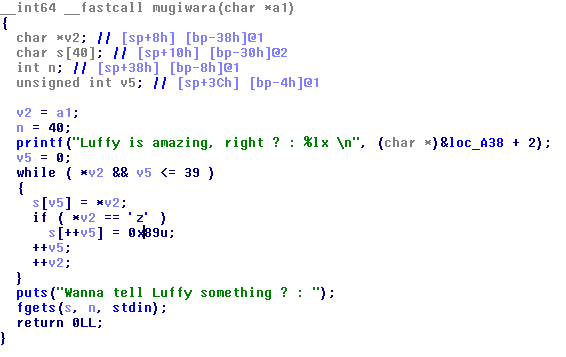 __int64 __fastcall mugiwara(char *a1)
{
  char *v2; // [sp+8h] [bp-38h]@1
  char s[40]; // [sp+10h] [bp-30h]@2
  int n; // [sp+38h] [bp-8h]@1
  unsigned int v5; // [sp+3Ch] [bp-4h]@1

  v2 = a1;
  n = 40;
  printf("Luffy is amazing, right ? : %lx \n", (char *)&loc_A38 + 2);
  v5 = 0;
  while ( *v2 && v5 <= 39 )
  {
    s[v5] = *v2;
    if ( *v2 == 'z' )
      s[++v5] = 0x89u;
    ++v5;
    ++v2;
  }
  puts("Wanna tell Luffy something ? : ");
  fgets(s, n, stdin);
  return 0LL;
}